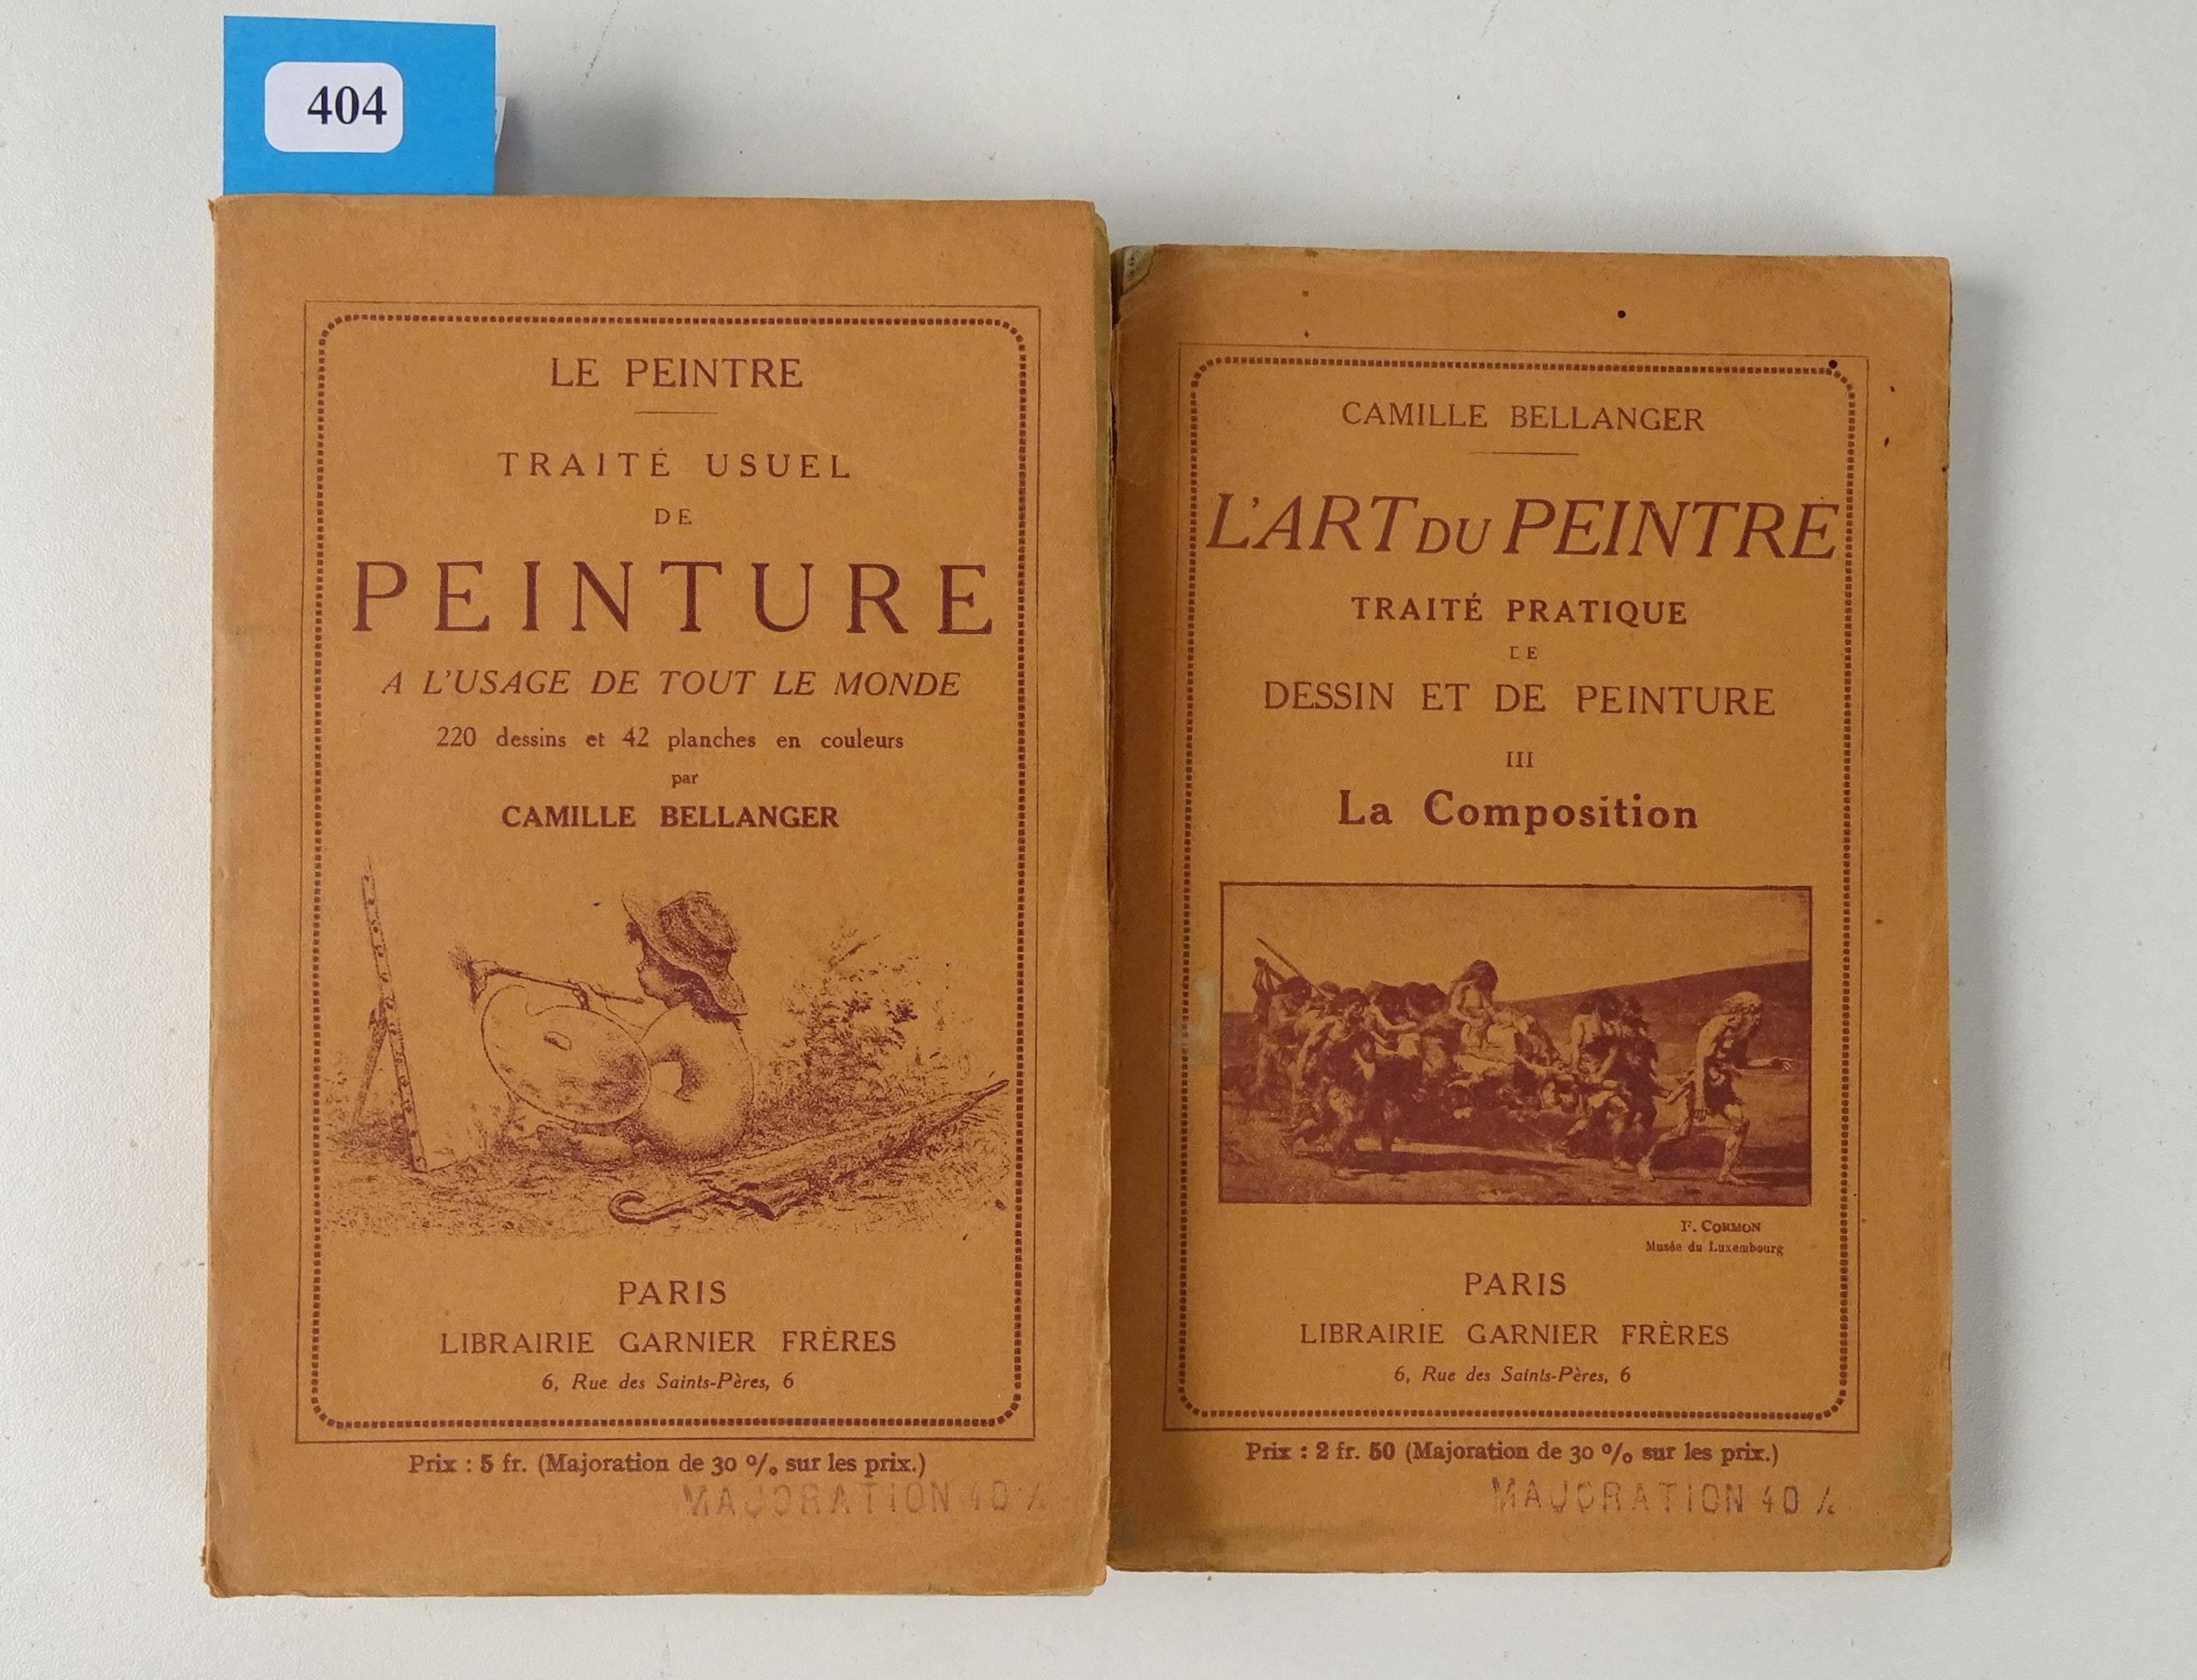 404
LE PEINTRE
TRAITÉ USUEL
DE
PEINTURE
A L'USAGE DE TOUT LE MONDE
220 dessins et 42 planches en couleurs
par
CAMILLE BELLANGER
PARIS
LIBRAIRIE GARNIER FRÈRES
6, Rue des Saints-Pères, 6
Prix : 5 fr. (Majoration de 30 % sur les prix.)
MAJORATION 40 %
CAMILLE BELLANGER
L'ART DU PEINTRE
TRAITÉ PRATIQUE
DE
DESSIN ET DE PEINTURE
III
La Composition
F. CORMON
Musée du Luxembourg
PARIS
LIBRAIRIE GARNIER FRÈRES
6, Rue des Saints-Pères, 6
Prix : 2 fr. 50 (Majoration de 30 % sur les prix.)
MAJORATION 40 %